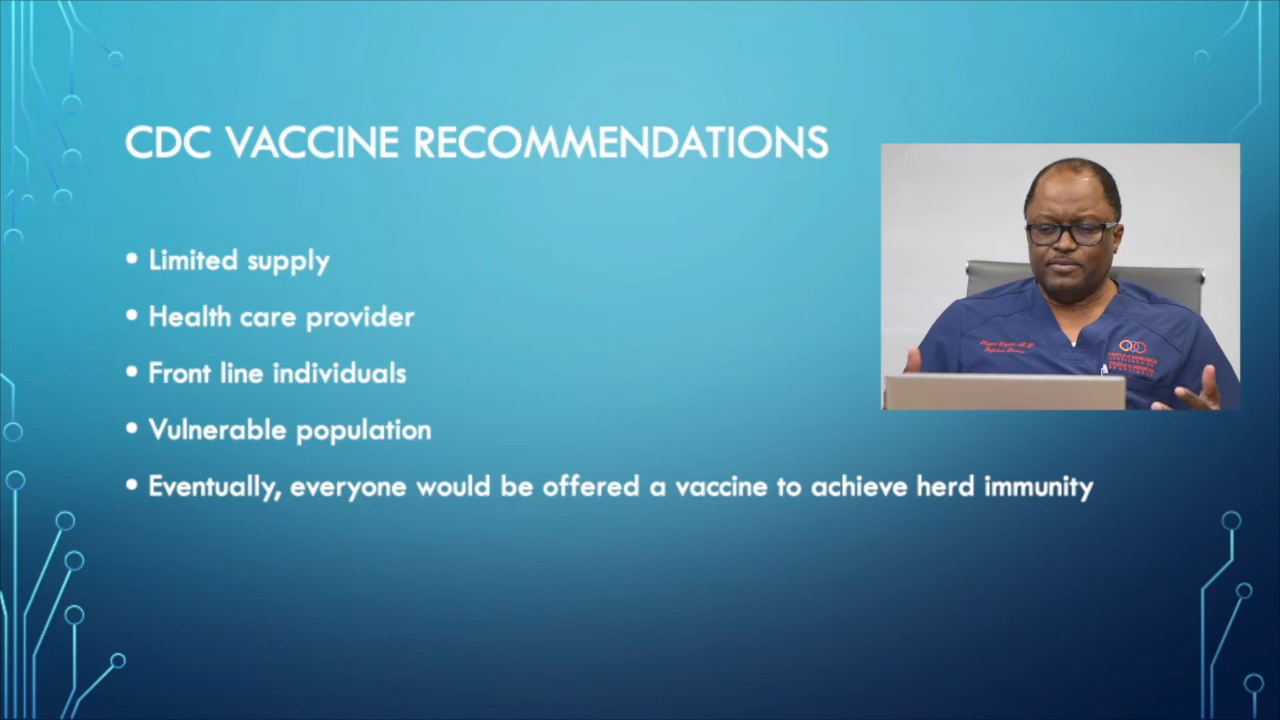 CDC VACCINE RECOMMENDATIONS
• Limited supply
• Health care provider
• Front line individuals
• Vulnerable population
• Eventually, everyone would be offered a vaccine to achieve herd immunity